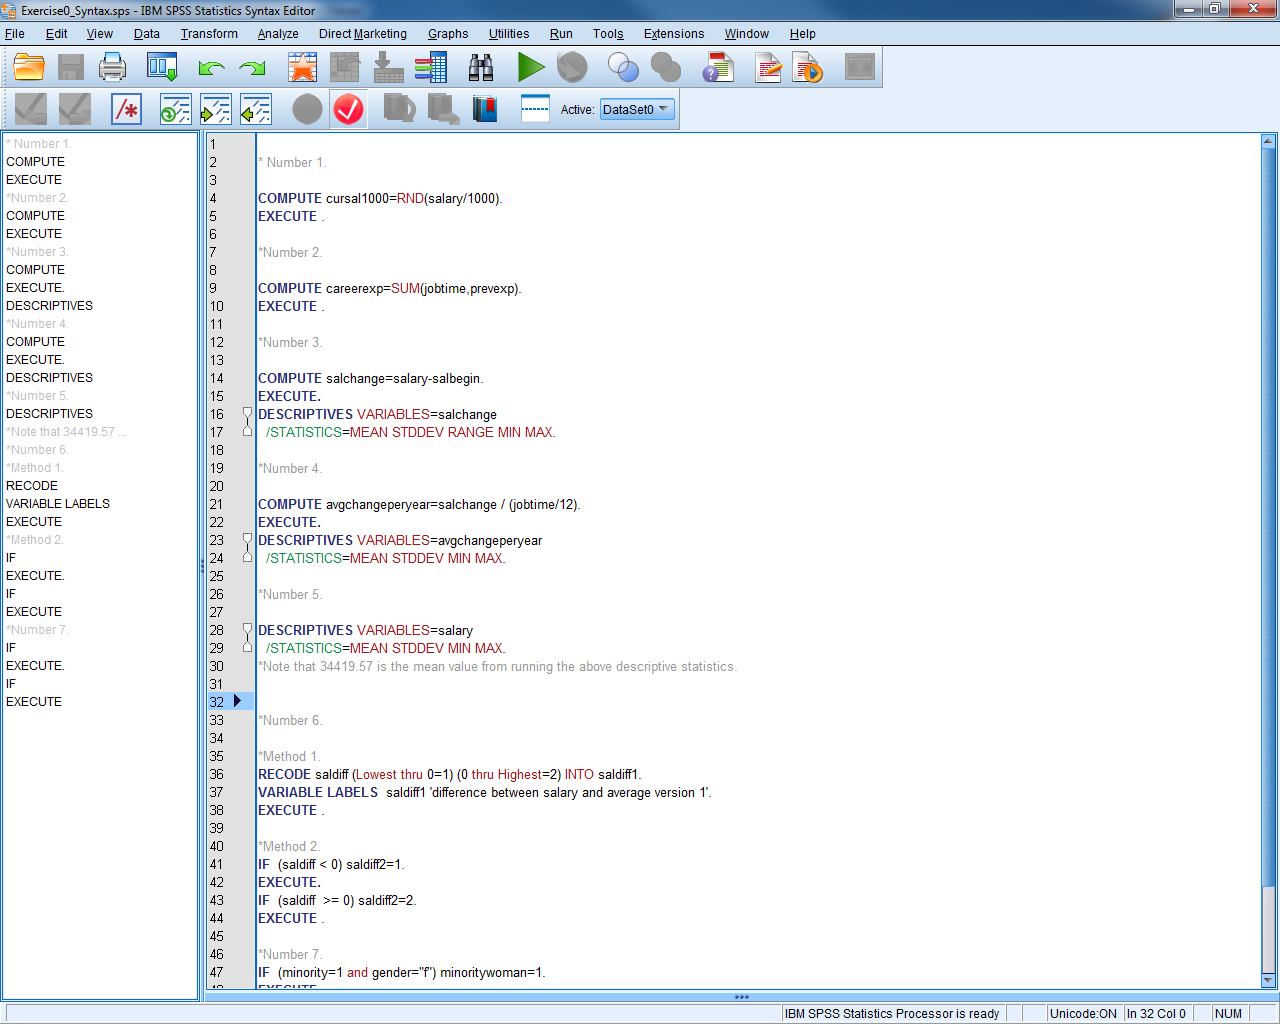 Exercise0_Syntax.sps - IBM SPSS Statistics Syntax Editor
File Edit View Data Transform Analyze Direct Marketing Graphs Utilities Run Tools Extensions Window Help
Active: DataSet0
* Number 1.
COMPUTE
EXECUTE
*Number 2.
COMPUTE
EXECUTE
*Number 3.
COMPUTE
EXECUTE.
DESCRIPTIVES
*Number 4.
COMPUTE
EXECUTE.
DESCRIPTIVES
*Number 5.
DESCRIPTIVES
*Note that 34419.57 ...
*Number 6.
*Method 1.
RECODE
VARIABLE LABELS
EXECUTE
*Method 2.
IF
EXECUTE.
IF
EXECUTE
*Number 7.
IF
EXECUTE.
IF
EXECUTE
1
2 * Number 1.
3
4 COMPUTE cursal1000=RND(salary/1000).
5 EXECUTE .
6
7 *Number 2.
8
9 COMPUTE careerexp=SUM(jobtime,prevexp).
10 EXECUTE .
11
12 *Number 3.
13
14 COMPUTE salchange=salary-salbegin.
15 EXECUTE.
16 DESCRIPTIVES VARIABLES=salchange
17 /STATISTICS=MEAN STDDEV RANGE MIN MAX.
18
19 *Number 4.
20
21 COMPUTE avgchangeperyear=salchange / (jobtime/12).
22 EXECUTE.
23 DESCRIPTIVES VARIABLES=avgchangeperyear
24 /STATISTICS=MEAN STDDEV MIN MAX.
25
26 *Number 5.
27
28 DESCRIPTIVES VARIABLES=salary
29 /STATISTICS=MEAN STDDEV MIN MAX.
30 *Note that 34419.57 is the mean value from running the above descriptive statistics.
31
32
33 *Number 6.
34
35 *Method 1.
36 RECODE saldiff (Lowest thru 0=1) (0 thru Highest=2) INTO saldiff1.
37 VARIABLE LABELS  saldiff1 'difference between salary and average version 1'.
38 EXECUTE .
39
40 *Method 2.
41 IF  (saldiff < 0) saldiff2=1.
42 EXECUTE.
43 IF  (saldiff  >= 0) saldiff2=2.
44 EXECUTE .
45
46 *Number 7.
47 IF  (minority=1 and gender="f") minoritywoman=1.
IBM SPSS Statistics Processor is ready Unicode:ON In 32 Col 0 NUM